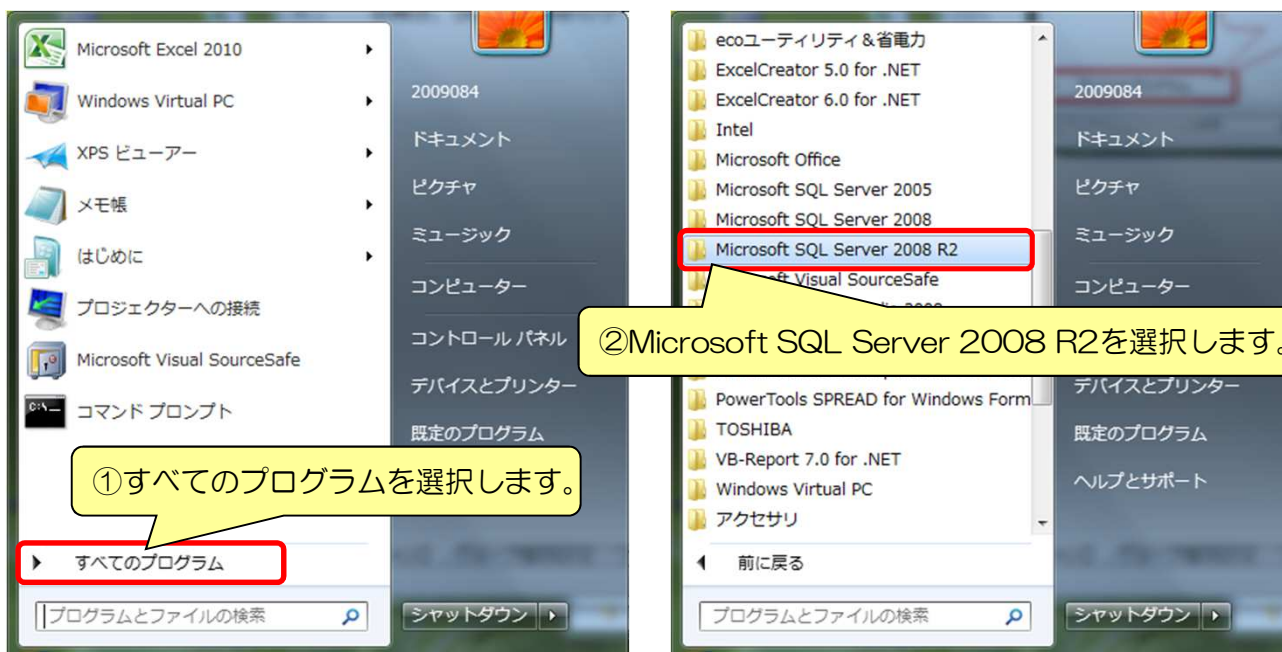 Microsoft Excel 2010
Windows Virtual PC
XPS ビューアー
メモ帳
はじめに
プロジェクターへの接続
Microsoft Visual SourceSafe
コマンド プロンプト
①すべてのプログラムを選択します。
すべてのプログラム
プログラムとファイルの検索
2009084
ドキュメント
ピクチャ
ミュージック
コンピューター
コントロール パネル
デバイスとプリンター
既定のプログラム
シャットダウン
ecoユーティリティ＆省電力
ExcelCreator 5.0 for .NET
ExcelCreator 6.0 for .NET
Intel
Microsoft Office
Microsoft SQL Server 2005
Microsoft SQL Server 2008
Microsoft SQL Server 2008 R2
Visual SourceSafe
②Microsoft SQL Server 2008 R2を選択します。
PowerTools SPREAD for Windows Form
TOSHIBA
VB-Report 7.0 for .NET
Windows Virtual PC
アクセサリ
前に戻る
プログラムとファイルの検索
2009084
ドキュメント
ピクチャ
ミュージック
コンピューター
デバイスとプリンター
既定のプログラム
ヘルプとサポート
シャットダウン